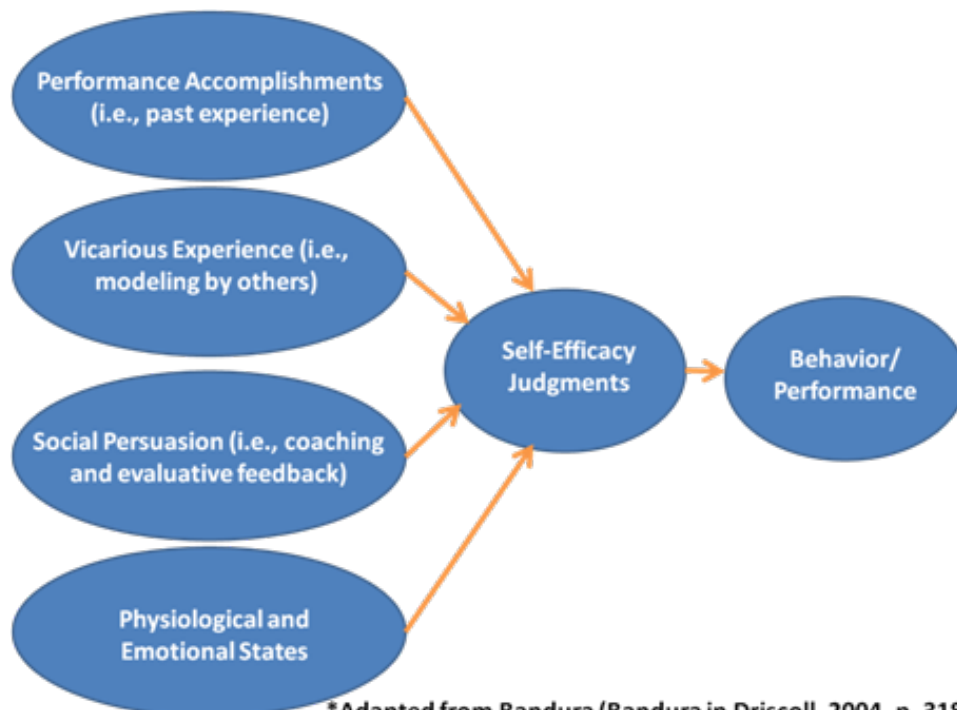 Performance Accomplishments
(i.e., past experience)
Vicarious Experience (i.e.,
modeling by others)
Social Persuasion (i.e., coaching
and evaluative feedback)
Physiological and
Emotional States
Self-Efficacy
Judgments
Behavior/
Performance
*Adapted from Bandura (Bandura in Driscoll, 2004, p. 318